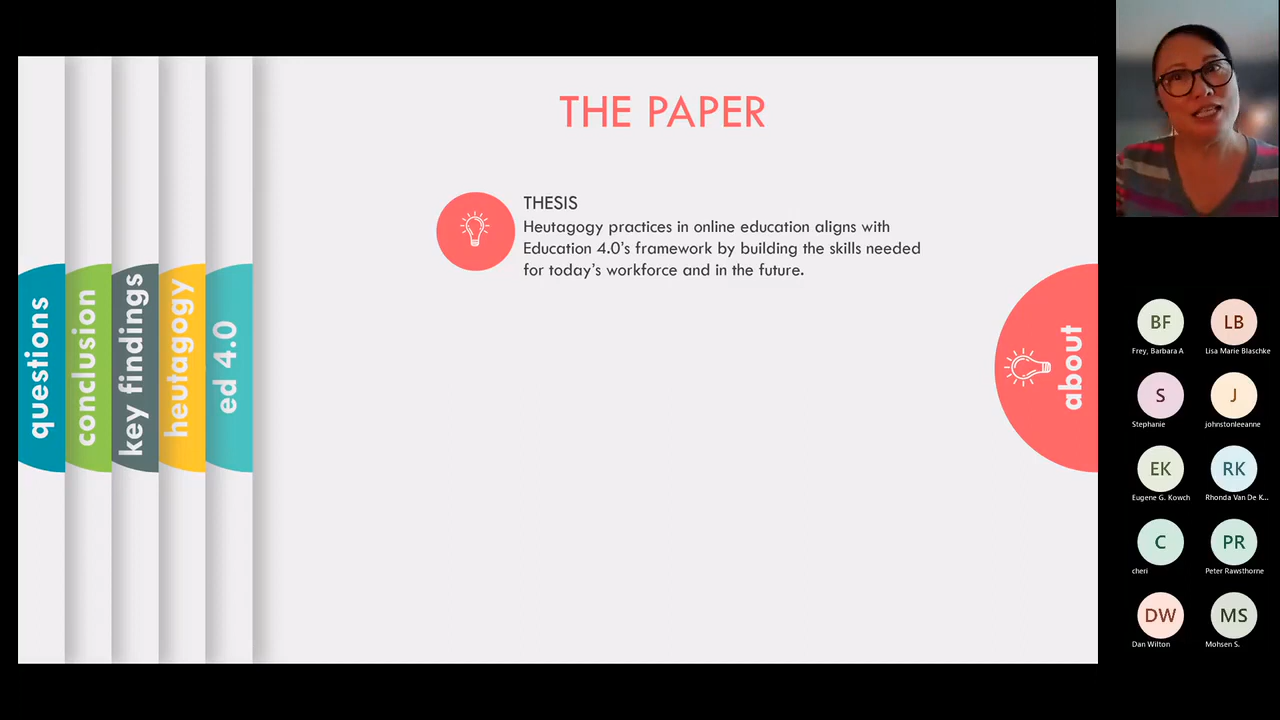 THE PAPER
THESIS
Heutagogy practices in online education aligns with
Education 4.0's framework by building the skills needed
for today's workforce and in the future.
questions
conclusion
key findings
heutagogy
ed 4.0
about
BF
LB
Frey, Barbara A
Lisa Marie Blaschke
S
J
Stephanie
johnstonleeanne
EK
RK
Eugene G. Kowch
Rhonda Van De K...
C
PR
cheri
Peter Rawsthorne
DW
MS
Dan Wilton
Mohsen S.